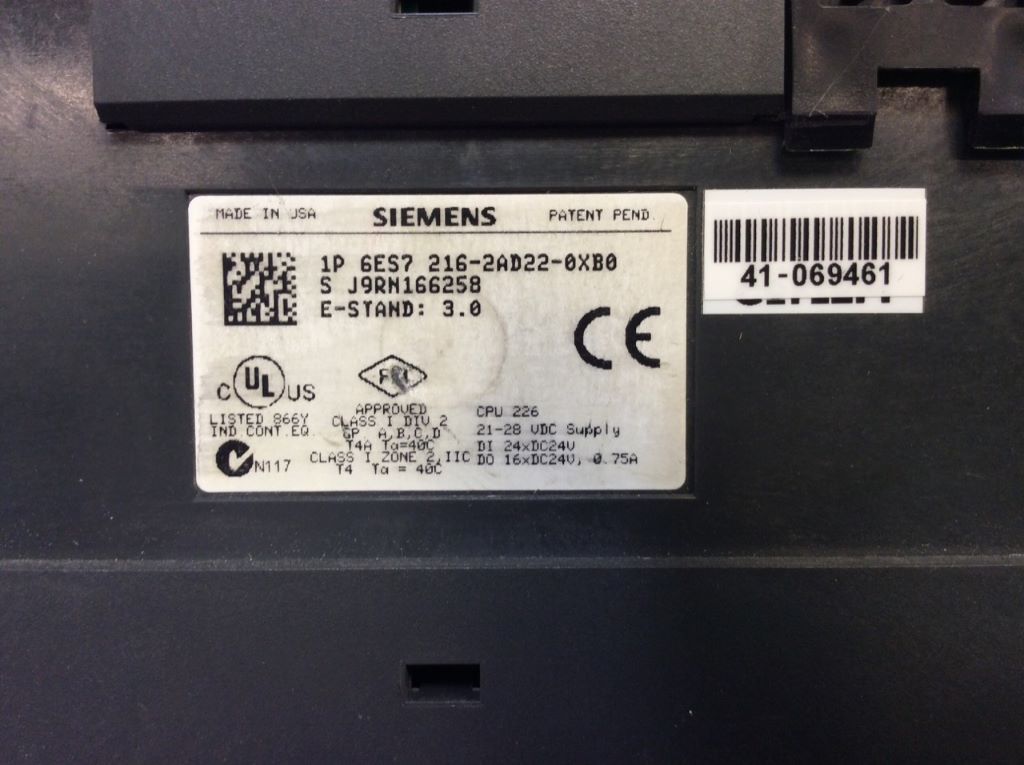 MADE IN USA SIEMENS PATENT PEND.
1P 6ES7 216-2AD22-0XB0
S J9RN166258
E-STAND: 3.0
CE
C UL US
LISTED 866Y
IND.CONT.EQ.
N117
FM
APPROVED
CLASS I DIV 2
GP A,B,C,D
T4A Ta=40C
CLASS I ZONE 2,IIC
T4 Ta = 40C
CPU 226
21-28 VDC Supply
DI 24xDC24V
DO 16xDC24V, 0.75A
41-069461